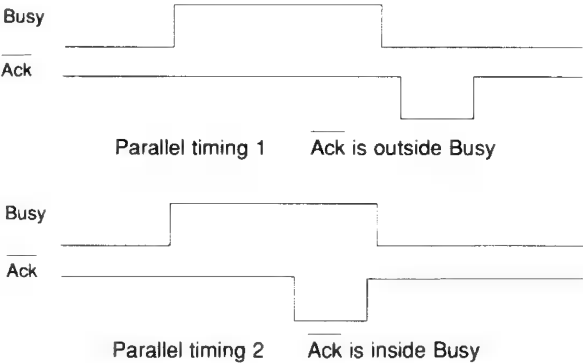 Busy
Ack
Parallel timing 1 Ack is outside Busy
Busy
Ack
Parallel timing 2 Ack is inside Busy